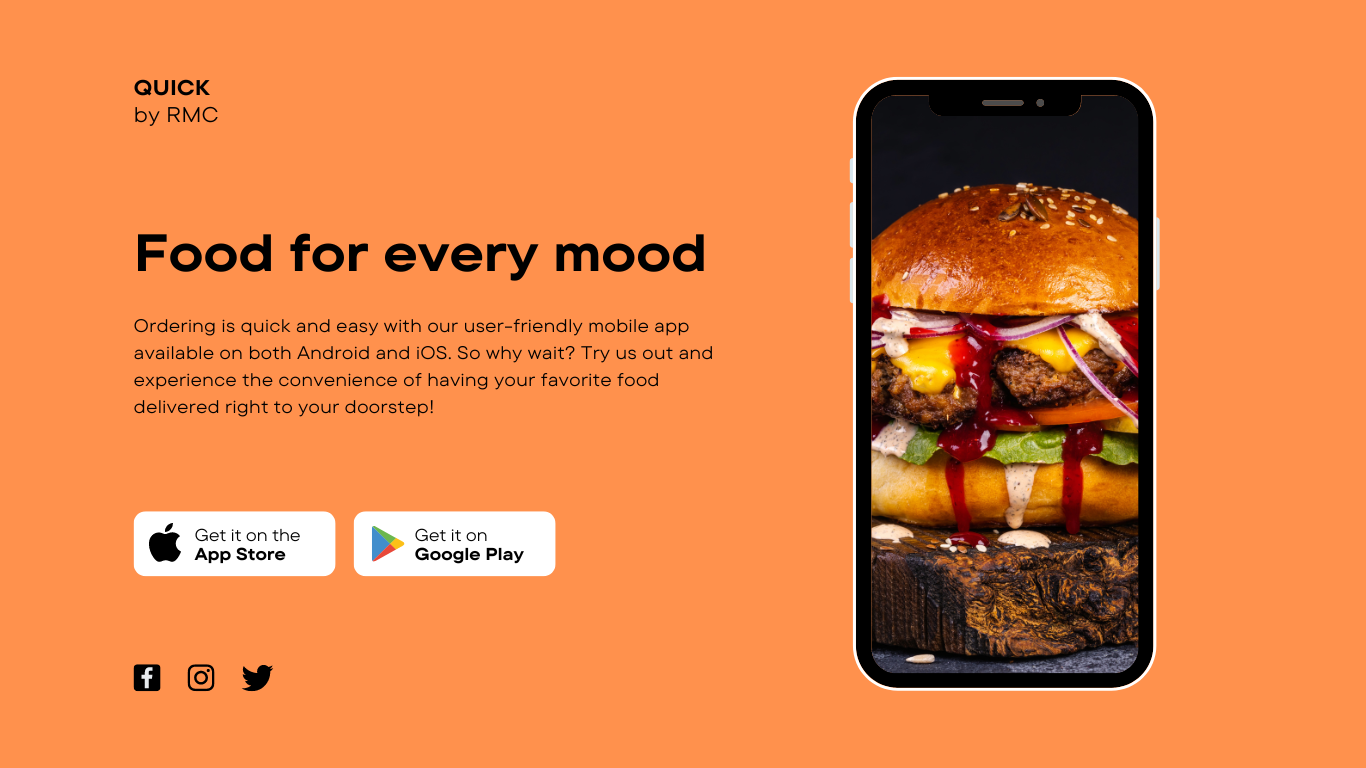 QUICK
by RMC
Food for every mood
Ordering is quick and easy with our user-friendly mobile app
available on both Android and iOS. So why wait? Try us out and
experience the convenience of having your favorite food
delivered right to your doorstep!
Get it on the
App Store
Get it on
Google Play